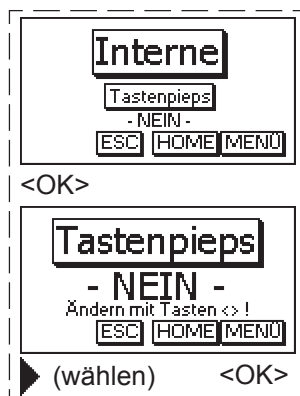 Interne
Tastenpieps
- NEIN -
ESC HOME MENÜ
<OK>
Tastenpieps
- NEIN -
Ändern mit Tasten <> !
ESC HOME MENÜ
(wählen) <OK>